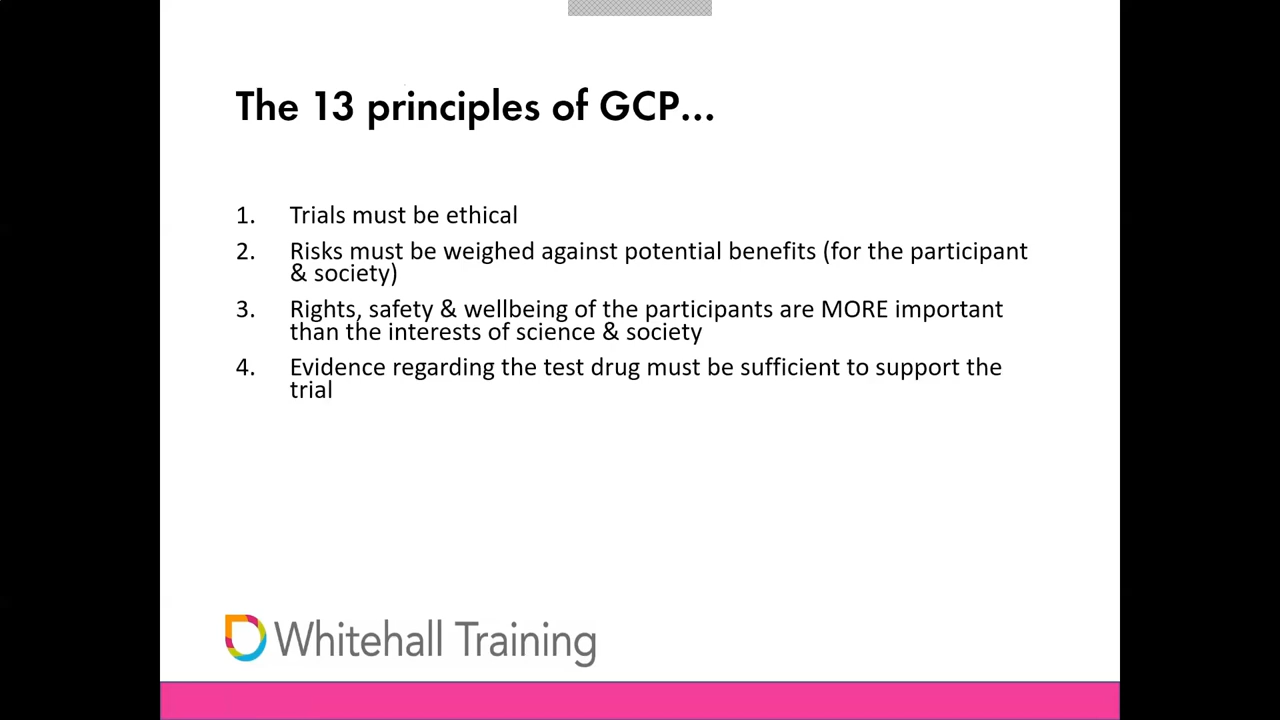 The 13 principles of GCP...
1. Trials must be ethical
2. Risks must be weighed against potential benefits (for the participant
& society)
3. Rights, safety & wellbeing of the participants are MORE important
than the interests of science & society
4. Evidence regarding the test drug must be sufficient to support the
trial
Whitehall Training